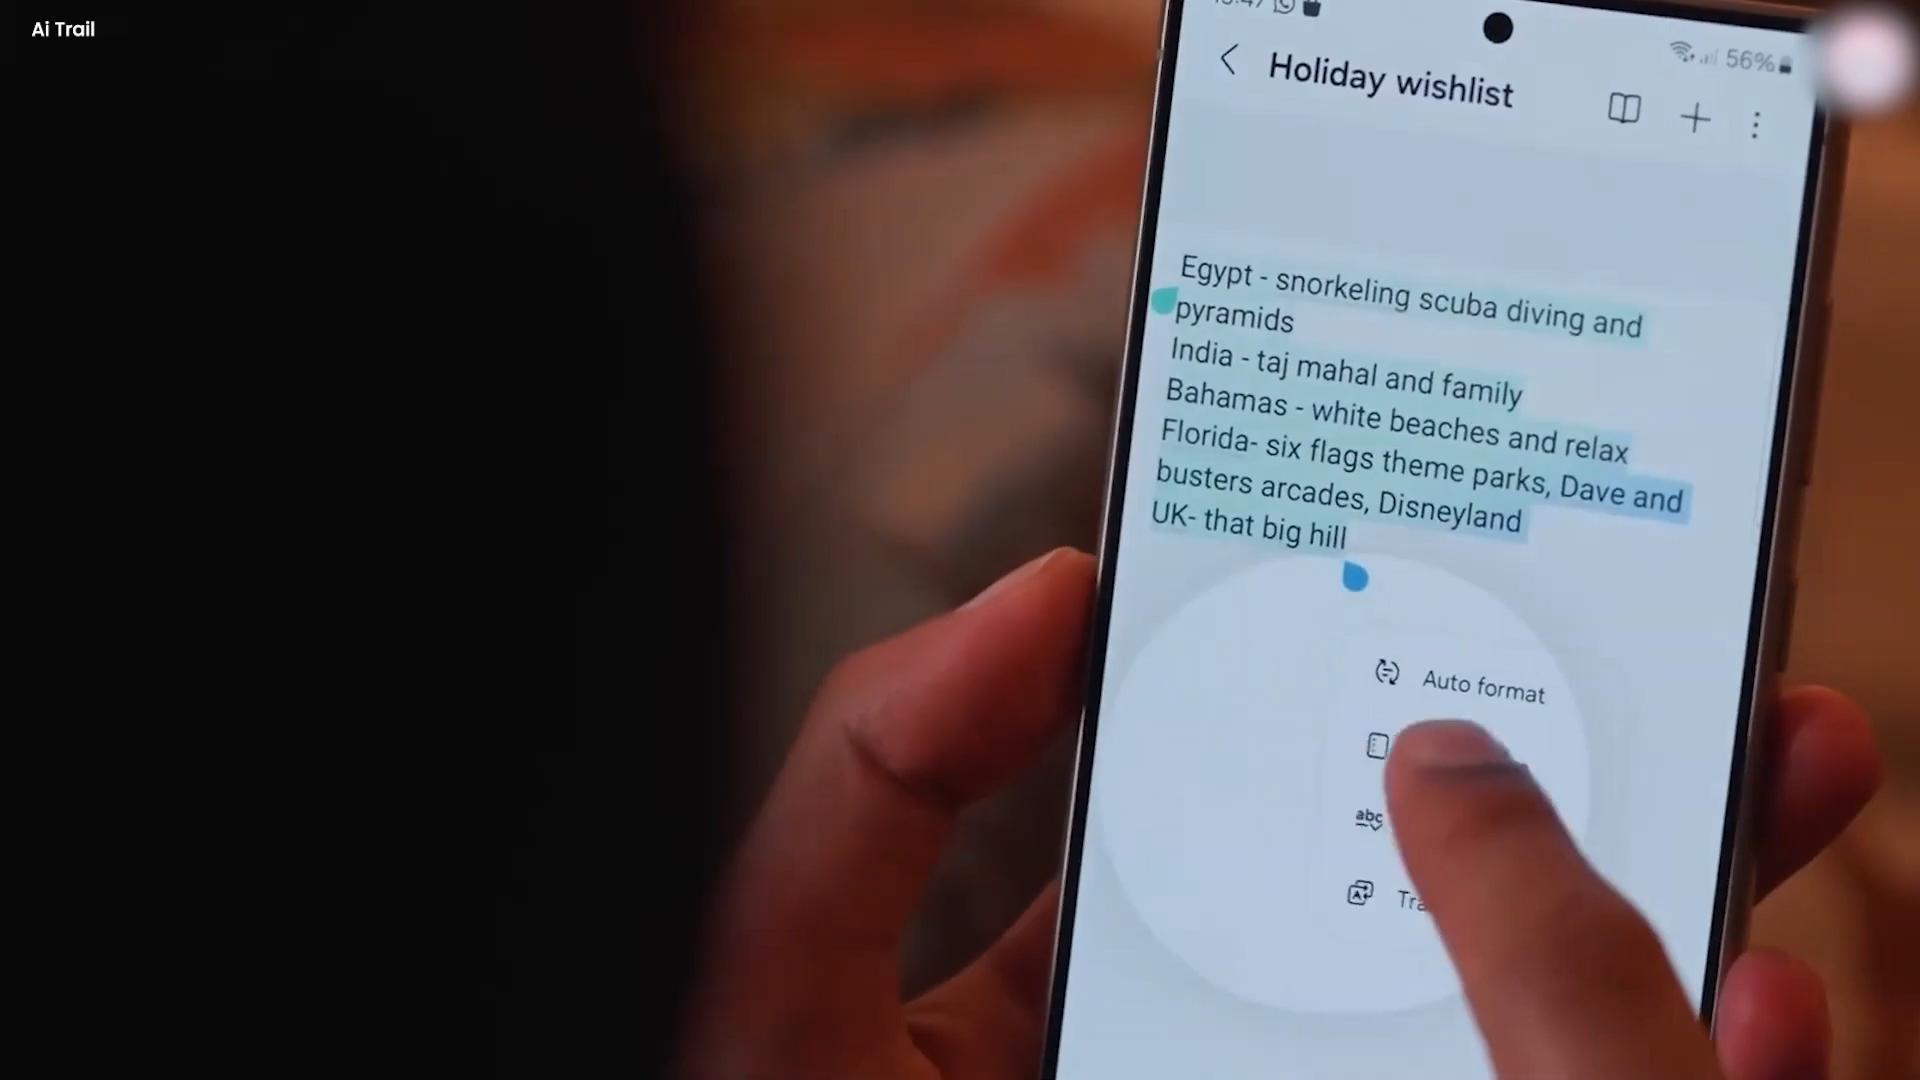 Ai Trail
56%
Holiday wishlist
Egypt - snorkeling scuba diving and
pyramids
India - taj mahal and family
Bahamas - white beaches and relax
Florida- six flags theme parks, Dave and
busters arcades, Disneyland
UK- that big hill
Auto format
abc